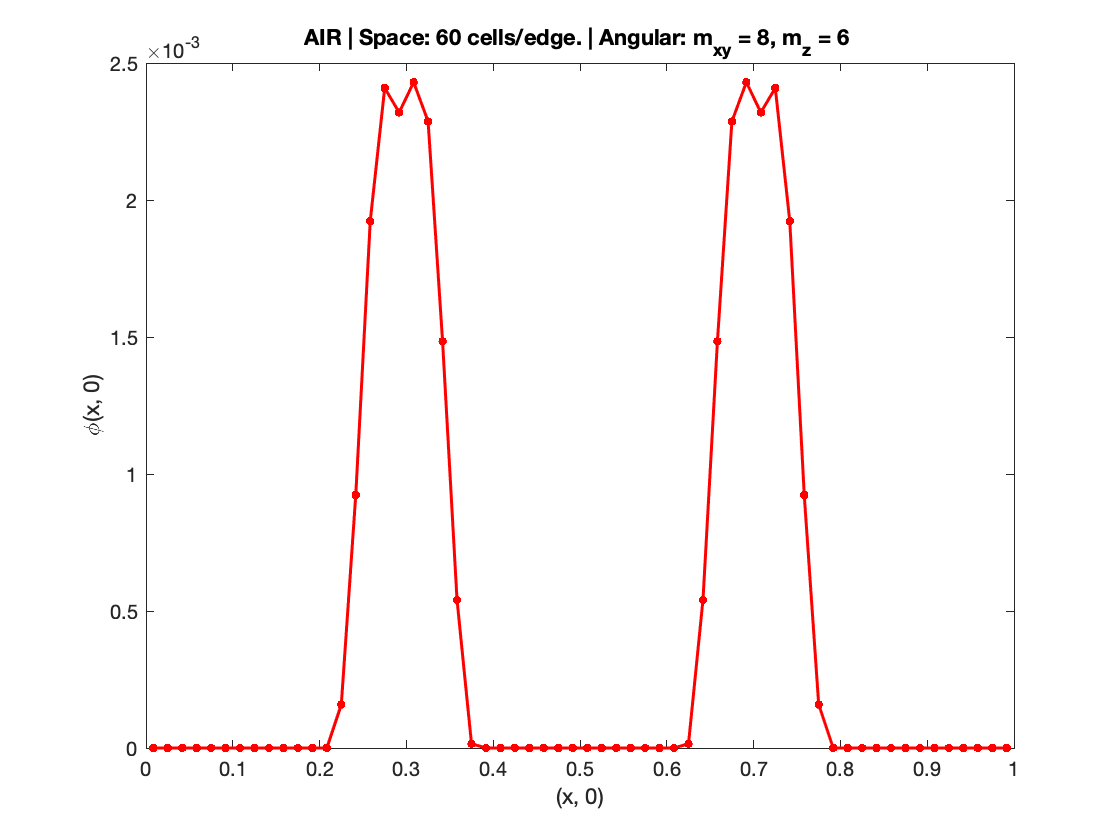 AIR | Space: 60 cells/edge. | Angular: m_xy = 8, m_z = 6
×10^-3
2.5
2
1.5
1
0.5
0
ϕ(x, 0)
0 0.1 0.2 0.3 0.4 0.5 0.6 0.7 0.8 0.9 1
(x, 0)